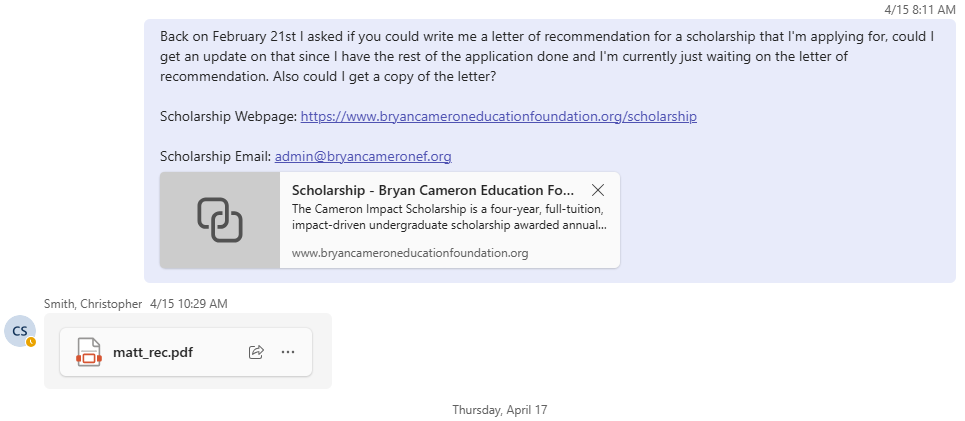 4/15 8:11 AM
Back on February 21st I asked if you could write me a letter of recommendation for a scholarship that I'm applying for, could I
get an update on that since I have the rest of the application done and I'm currently just waiting on the letter of
recommendation. Also could I get a copy of the letter?
Scholarship Webpage: https://www.bryancameroneducationfoundation.org/scholarship
Scholarship Email: admin@bryancameronef.org
Scholarship - Bryan Cameron Education Fo...
The Cameron Impact Scholarship is a four-year, full-tuition,
impact-driven undergraduate scholarship awarded annual...
www.bryancameroneducationfoundation.org
Smith, Christopher 4/15 10:29 AM
CS
matt_rec.pdf
Thursday, April 17